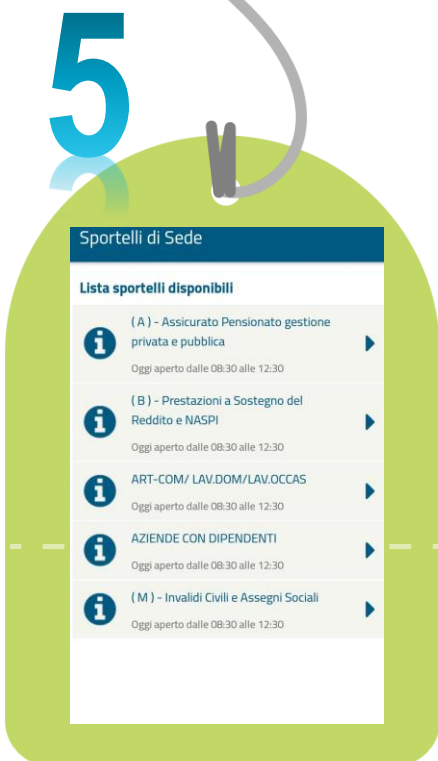 5
Sportelli di Sede
Lista sportelli disponibili
( A ) - Assicurato Pensionato gestione
privata e pubblica
Oggi aperto dalle 08:30 alle 12:30
( B ) - Prestazioni a Sostegno del
Reddito e NASPI
Oggi aperto dalle 08:30 alle 12:30
ART-COM/ LAV.DOM/LAV.OCCAS
Oggi aperto dalle 08:30 alle 12:30
AZIENDE CON DIPENDENTI
Oggi aperto dalle 08:30 alle 12:30
( M ) - Invalidi Civili e Assegni Sociali
Oggi aperto dalle 08:30 alle 12:30